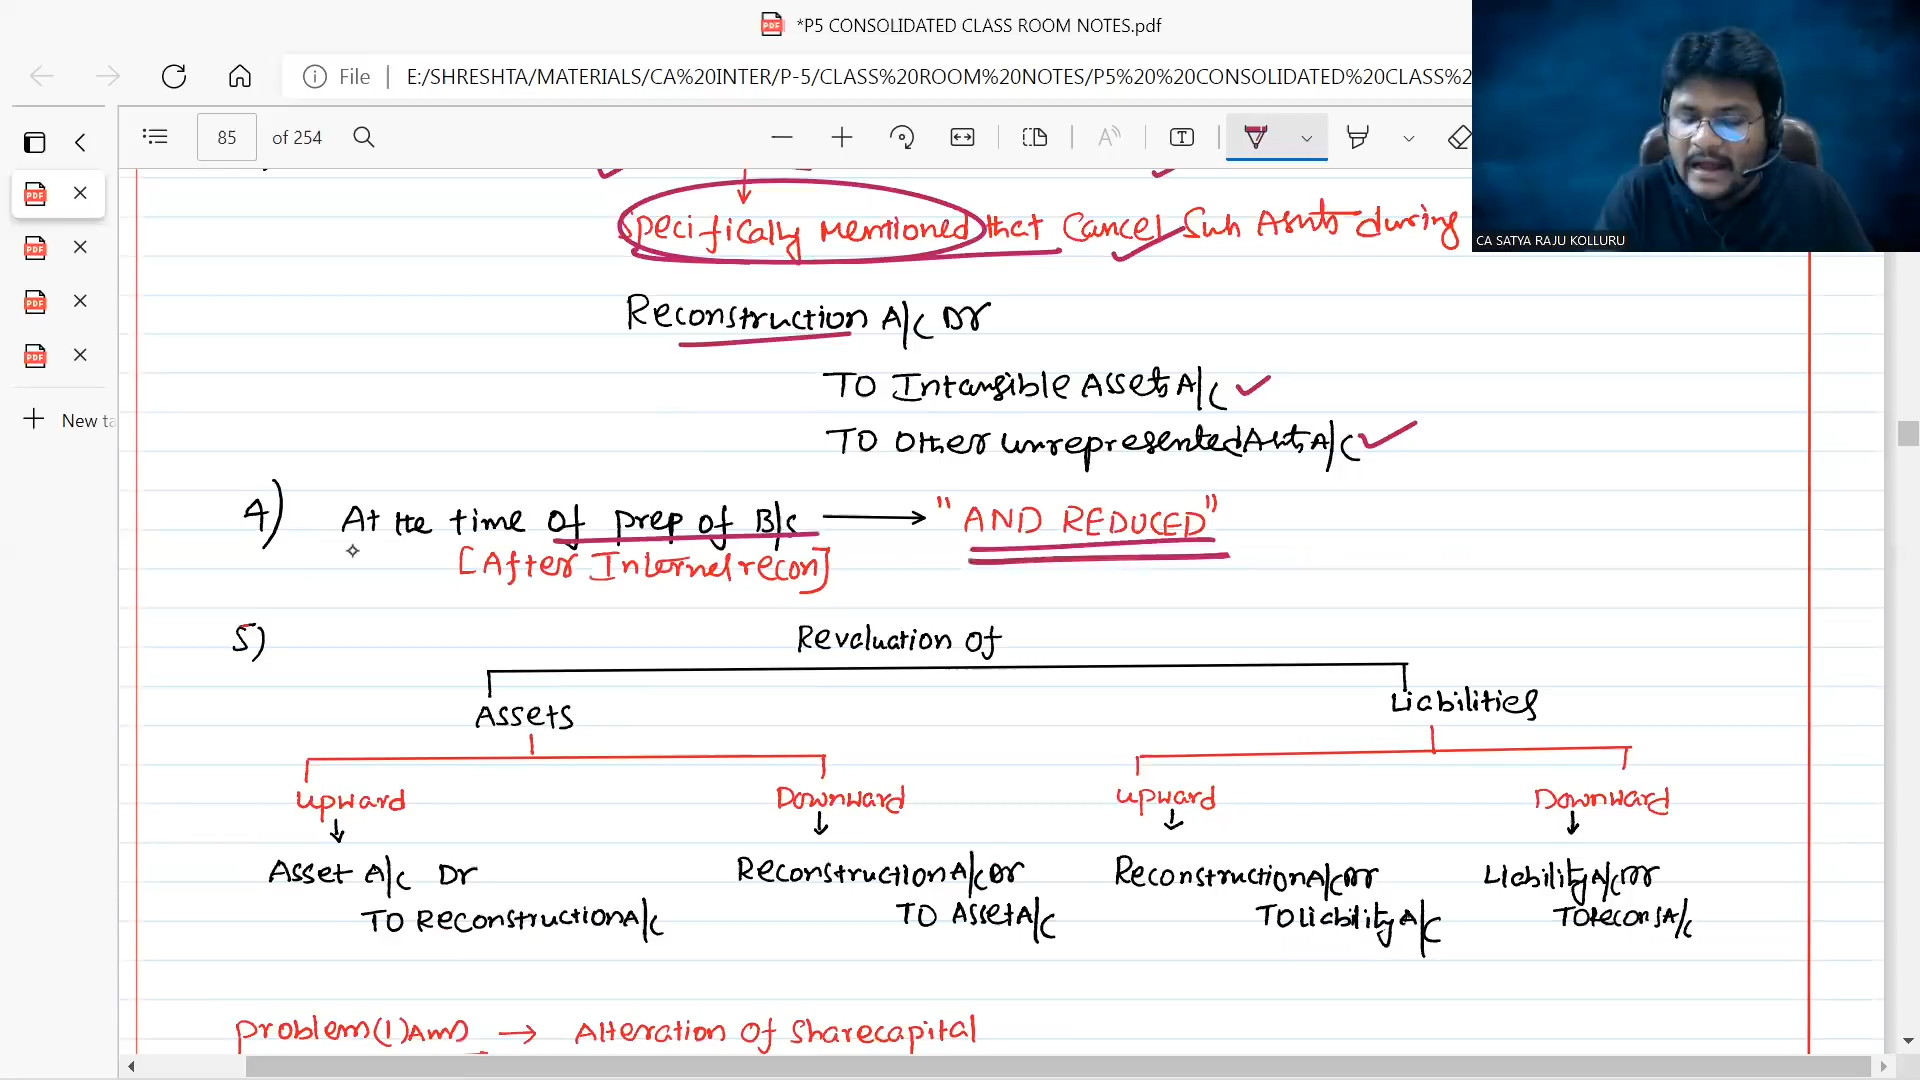 *P5 CONSOLIDATED CLASS ROOM NOTES.pdf
File
E:/SHRESHTA/MATERIALS/CA%20INTER/P-5/CLASS%20ROOM%20NOTES/P5%20%20CONSOLIDATED%20CLASS%2
85 of 254
New ta
CA SATYA RAJU KOLLURU
Specifically Mentioned that Cancel Such Assets during
Reconstruction A/c Dr
TO Intangible Assets A/c
TO Other unrepresented Assets A/c
4) At the time of prep of B/s → "AND REDUCED"
[After Internel recon]
5) Revaluation Of
Assets Liabilities
upward Downward upward Downward
Asset A/c Dr Reconstruction A/c Dr Reconstruction A/c Dr Liability A/c Dr
TO Reconstruction A/c TO Asset A/c TO liability A/c TO recons A/c
Problem(1) Ans → Alteration Of Sharecapital